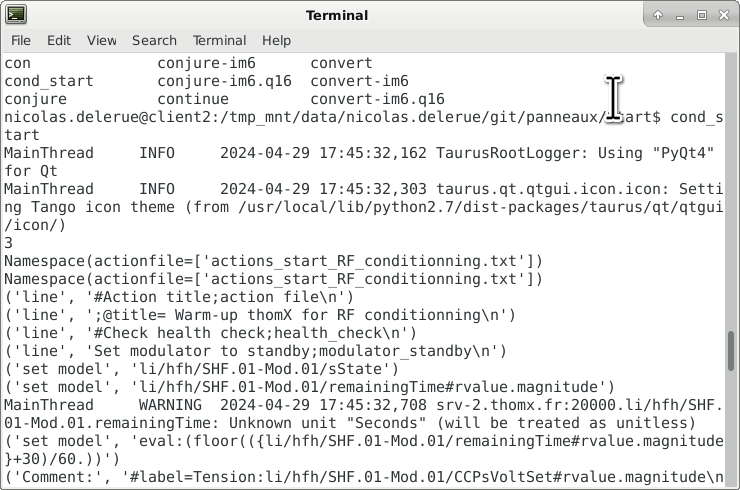 Terminal
File Edit View Search Terminal Help
con conjure-im6 convert
cond_start conjure-im6.q16 convert-im6
conjure continue convert-im6.q16
nicolas.delerue@client2:/tmp_mnt/data/nicolas.delerue/git/panneaux/ $ cond_s
tart
MainThread INFO 2024-04-29 17:45:32,162 TaurusRootLogger: Using "PyQt4"
for Qt
MainThread INFO 2024-04-29 17:45:32,303 taurus.qt.qtgui.icon.icon: Setti
ng Tango icon theme (from /usr/local/lib/python2.7/dist-packages/taurus/qt/qtgui
/icon/)
3
Namespace(actionfile=['actions_start_RF_conditionning.txt'])
Namespace(actionfile=['actions_start_RF_conditionning.txt'])
('line', '#Action title;action file\n')
('line', ';@title= Warm-up thomX for RF conditionning\n')
('line', '#Check health check;health_check\n')
('line', 'Set modulator to standby;modulator_standby\n')
('set model', 'li/hfh/SHF.01-Mod.01/sState')
('set model', 'li/hfh/SHF.01-Mod.01/remainingTime#rvalue.magnitude')
MainThread WARNING 2024-04-29 17:45:32,708 srv-2.thomx.fr:20000.li/hfh/SHF.
01-Mod.01.remainingTime: Unknown unit "Seconds" (will be treated as unitless)
('set model', 'eval:(floor(({li/hfh/SHF.01-Mod.01/remainingTime#rvalue.magnitude
}+30)/60.))')
('Comment:', '#label=Tension:li/hfh/SHF.01-Mod.01/CCPsVoltSet#rvalue.magnitude\n